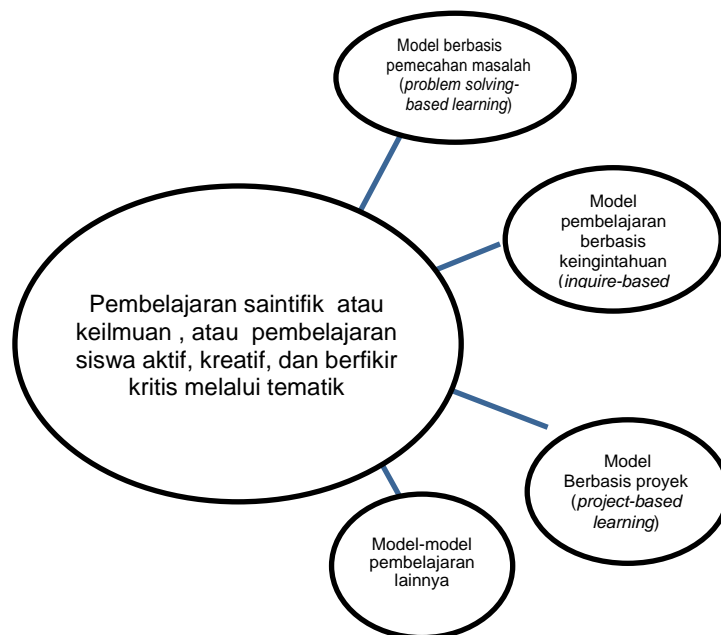 Model berbasis
pemecahan masalah
(problem solving-
based learning)
Model
pembelajaran
berbasis
keingintahuan
(inquire-based
Pembelajaran saintifik atau
keilmuan , atau pembelajaran
siswa aktif, kreatif, dan berfikir
kritis melalui tematik
Model
Berbasis proyek
(project-based
learning)
Model-model
pembelajaran
lainnya